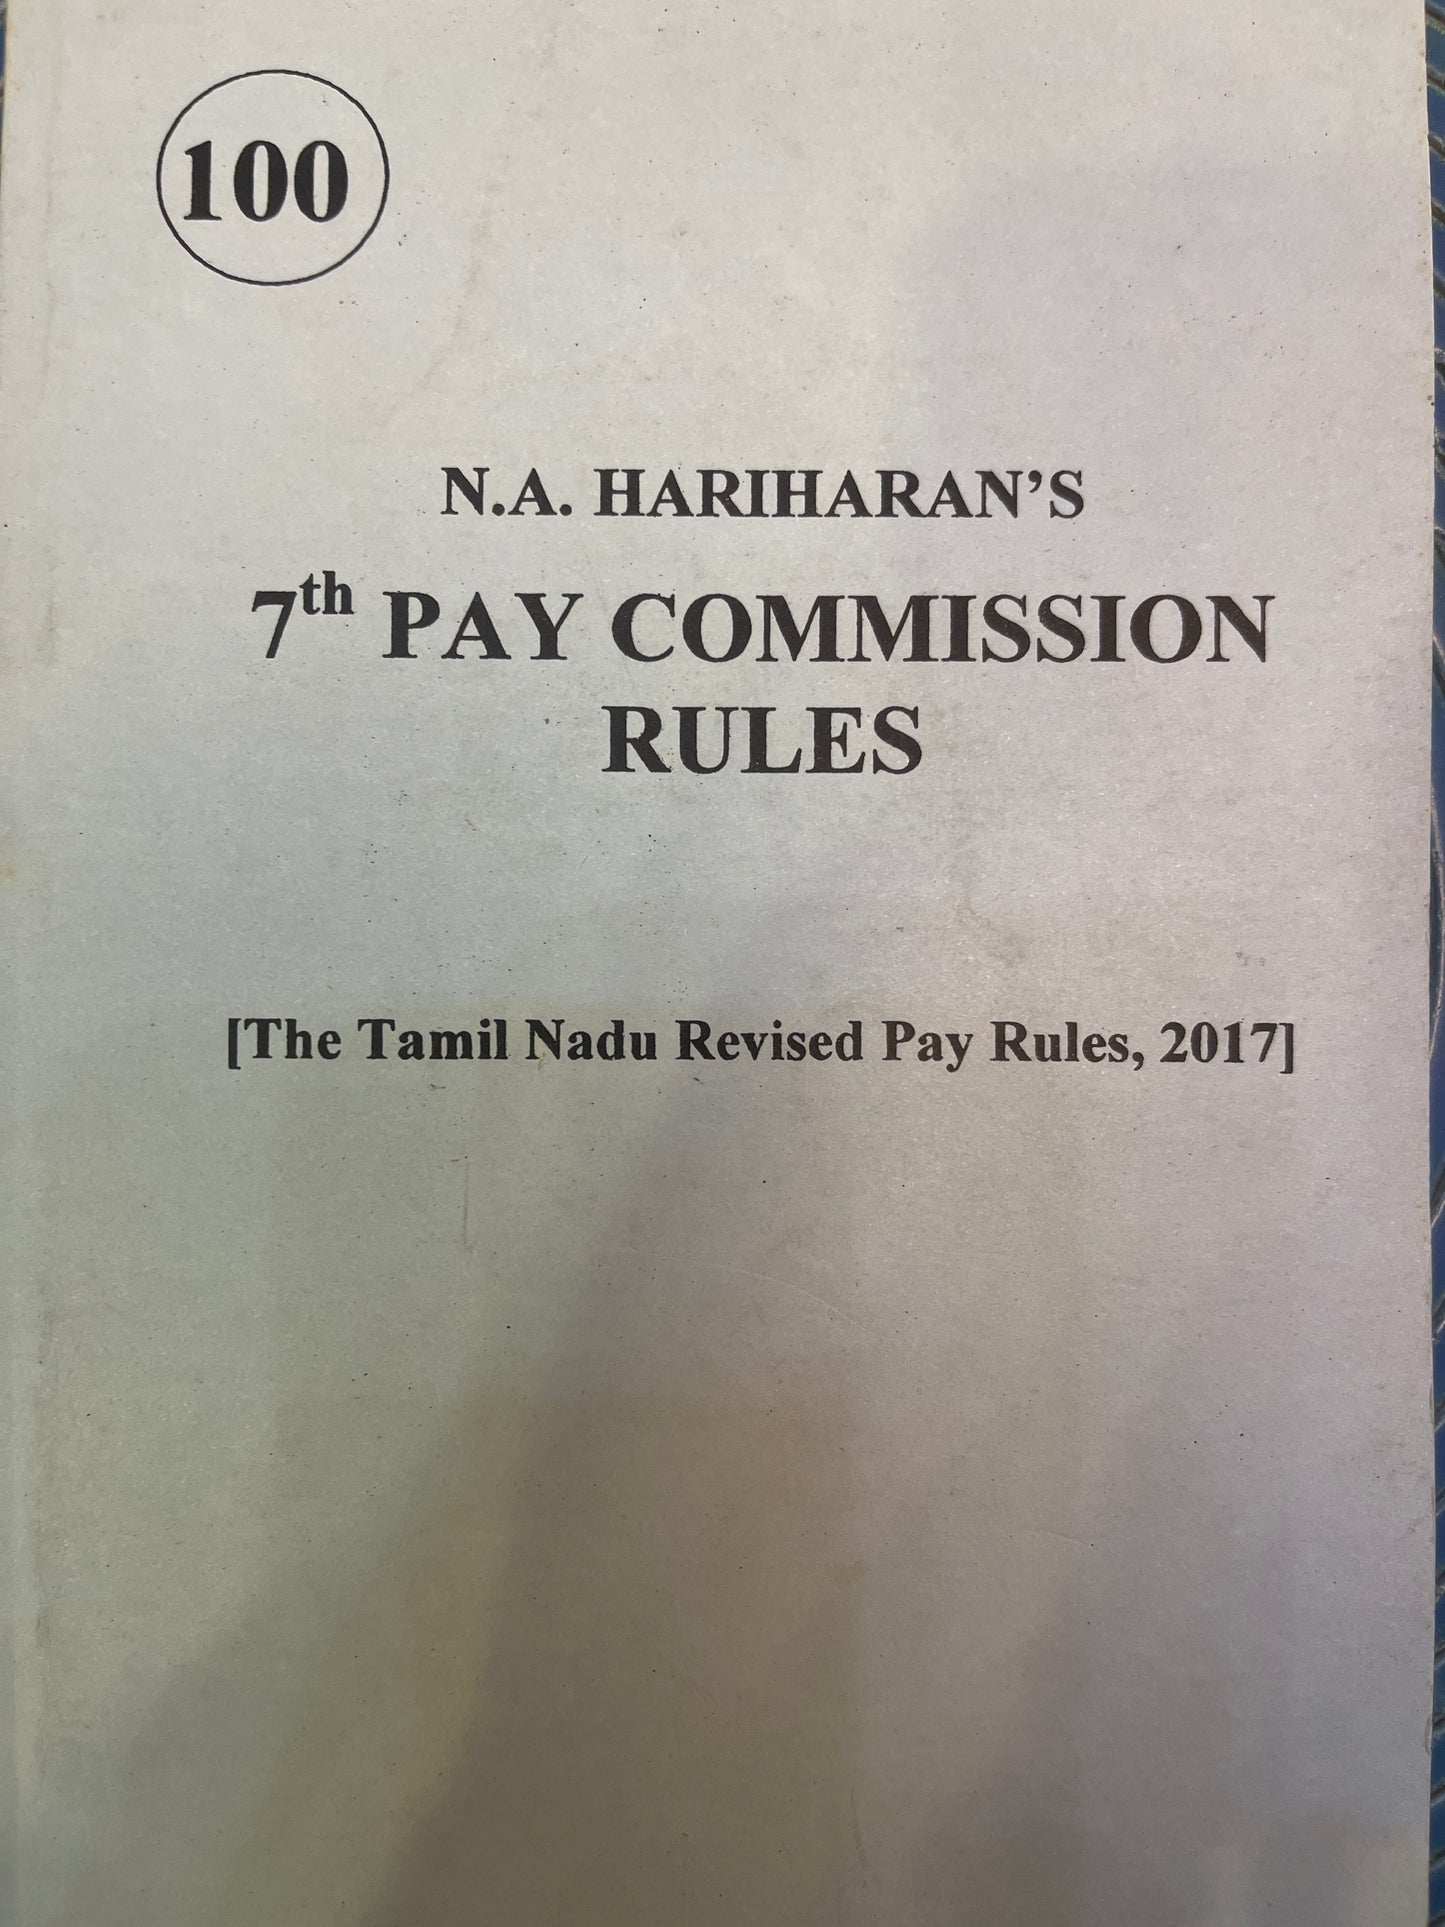 100
N.A. HARIHARAN’S
7th PAY COMMISSION
RULES
[The Tamil Nadu Revised Pay Rules, 2017]